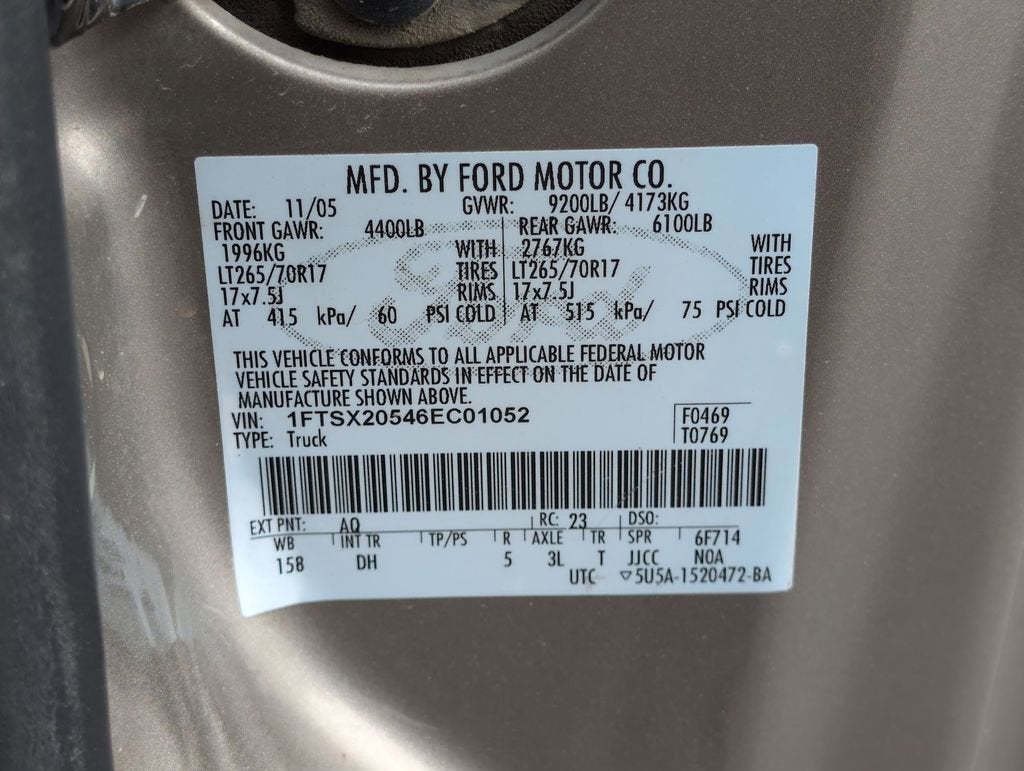 MFD. BY FORD MOTOR CO.
DATE: 11/05 GVWR: 9200LB/ 4173KG
FRONT GAWR: 4400LB REAR GAWR: 6100LB
1996KG WITH 2767KG WITH
LT265/70R17 TIRES LT265/70R17 TIRES
17x7.5J RIMS 17x7.5J RIMS
AT 415 kPa/ 60 PSI COLD AT 515 kPa/ 75 PSI COLD
THIS VEHICLE CONFORMS TO ALL APPLICABLE FEDERAL MOTOR
VEHICLE SAFETY STANDARDS IN EFFECT ON THE DATE OF
MANUFACTURE SHOWN ABOVE.
VIN: 1FTSX20546EC01052 F0469
TYPE: Truck T0769
EXT PNT: AQ RC: 23 DSO:
WB INT TR TP/PS R AXLE TR SPR 6F714
158 DH 5 3L T JJCC NOA
UTC ▽5U5A-1520472-BA